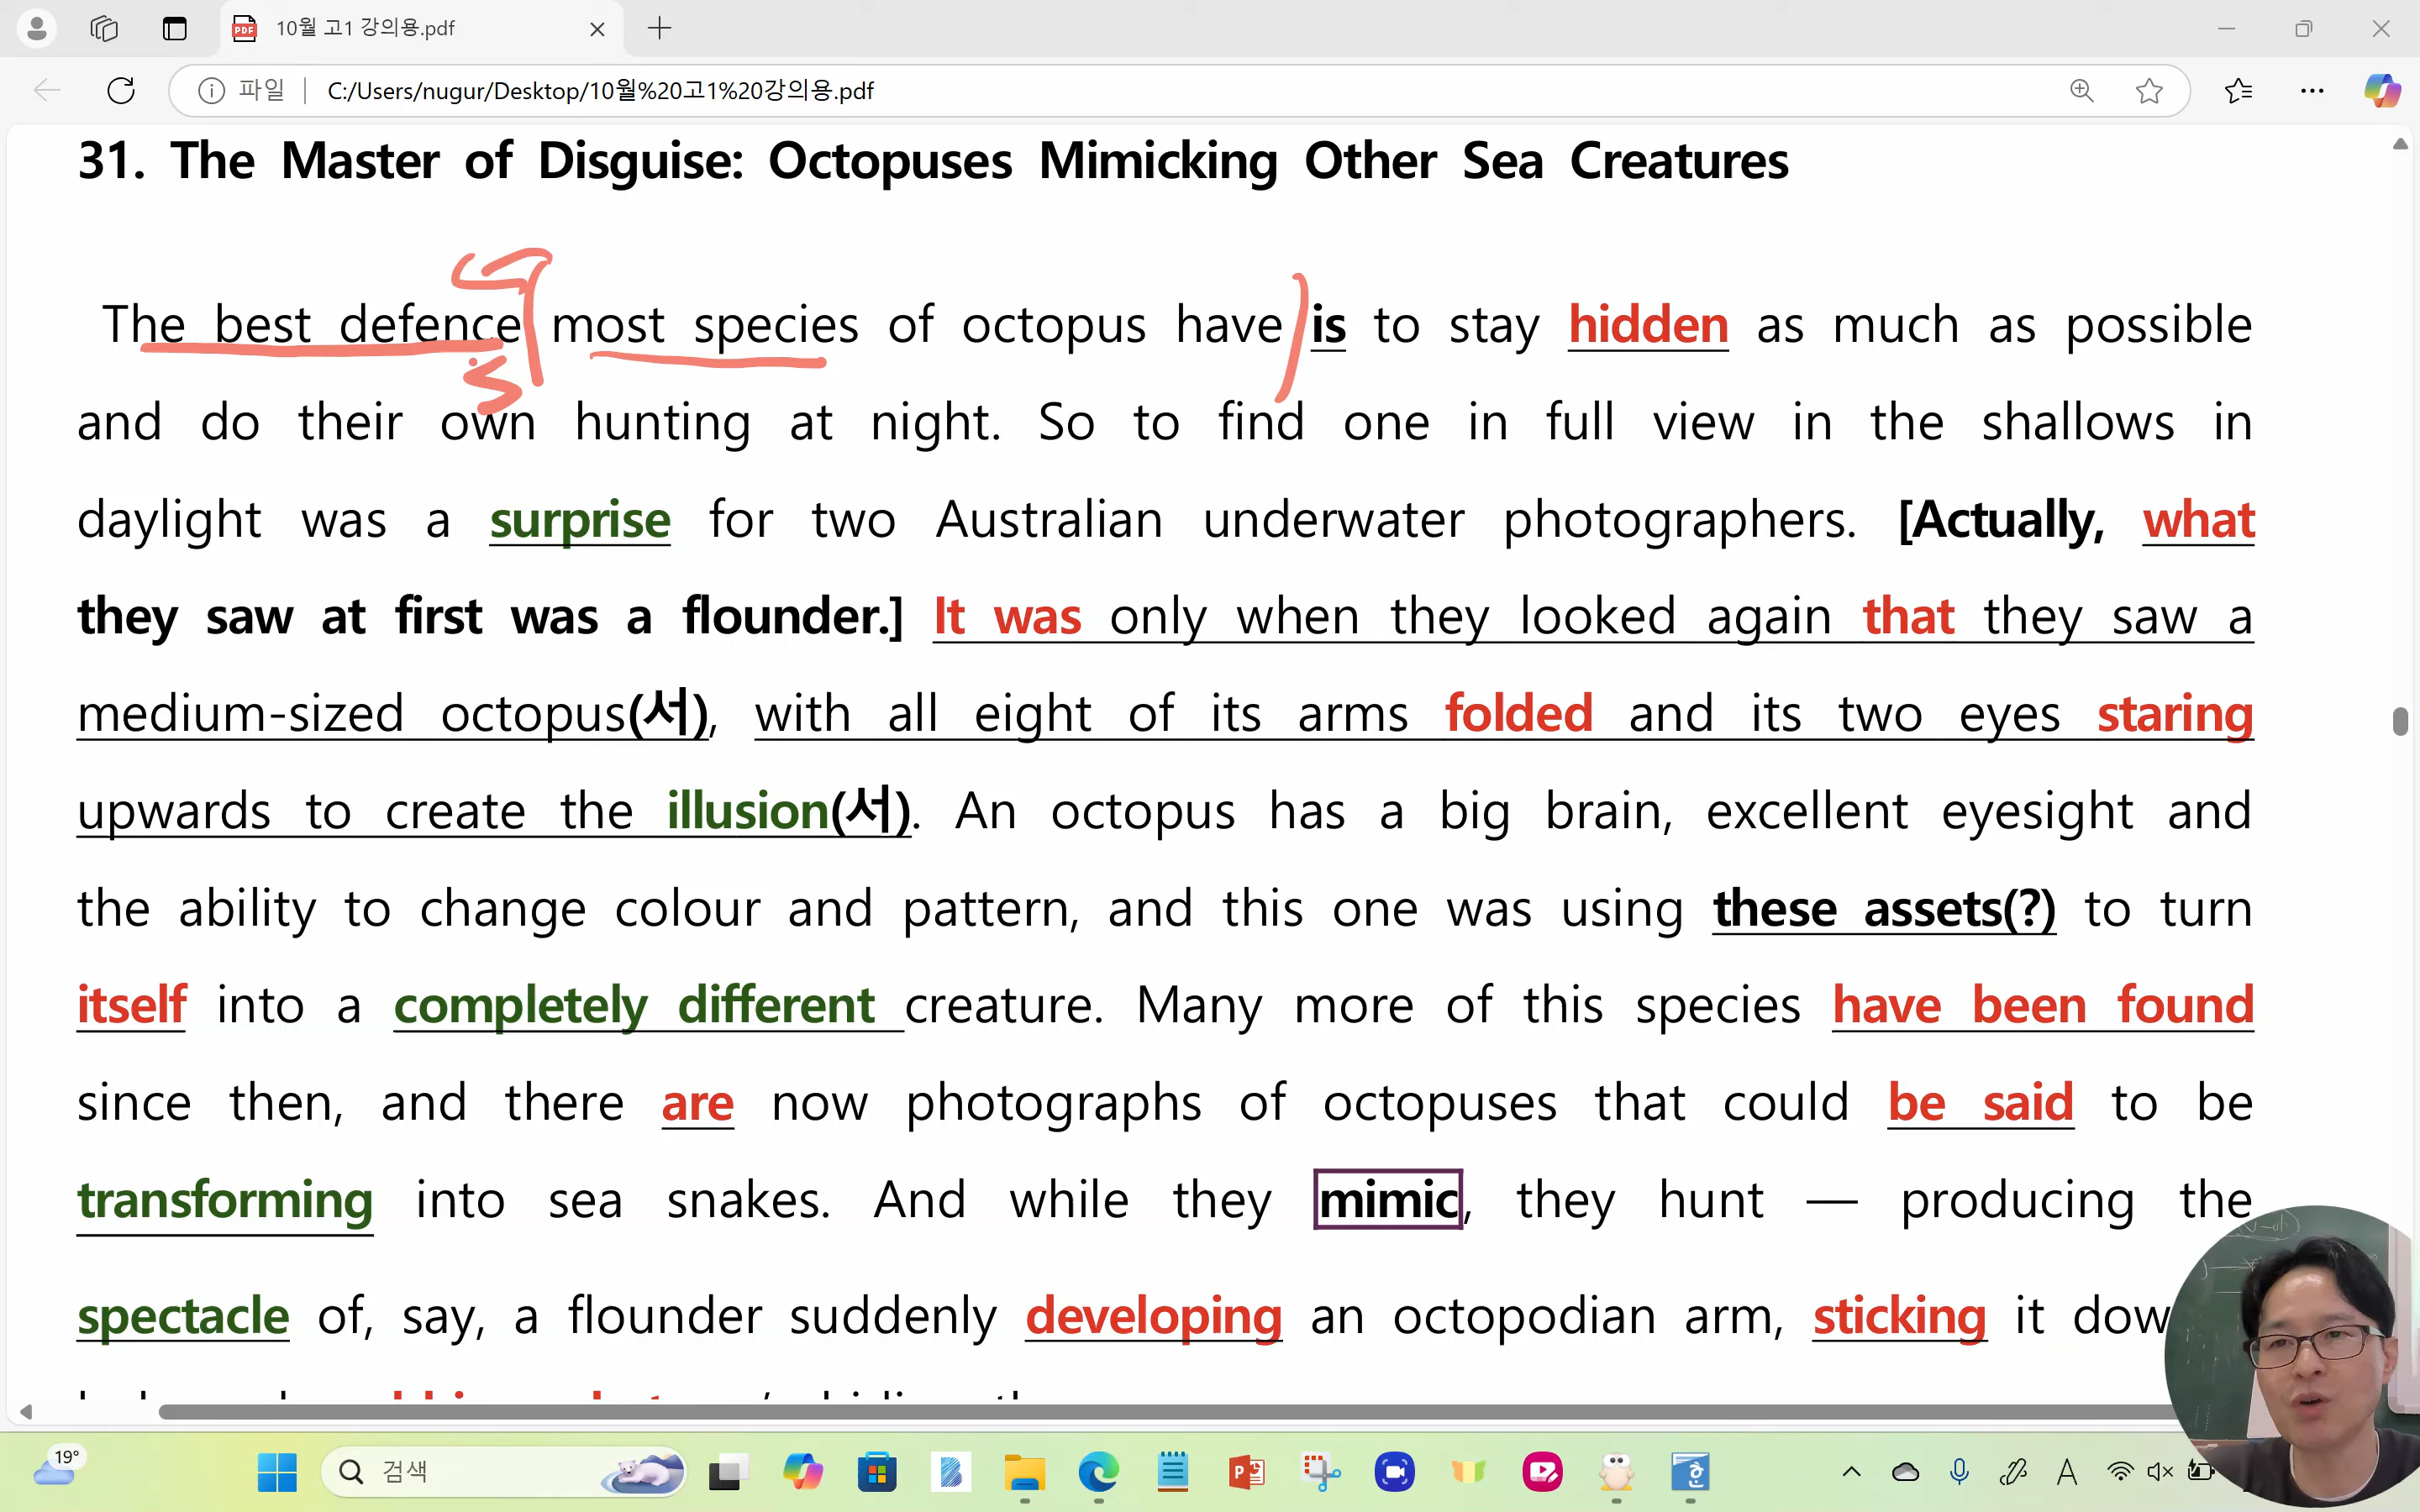 10월 고1 강의용.pdf
파일
C:/Users/nugur/Desktop/10월%20고1%20강의용.pdf
31. The Master of Disguise: Octopuses Mimicking Other Sea Creatures
The best defence most species of octopus have is to stay hidden as much as possible
and do their own hunting at night. So to find one in full view in the shallows in
daylight was a surprise for two Australian underwater photographers. [Actually, what
they saw at first was a flounder.] It was only when they looked again that they saw a
medium-sized octopus(서), with all eight of its arms folded and its two eyes staring
upwards to create the illusion(서). An octopus has a big brain, excellent eyesight and
the ability to change colour and pattern, and this one was using these assets(?) to turn
itself into a completely different creature. Many more of this species have been found
since then, and there are now photographs of octopuses that could be said to be
transforming into sea snakes. And while they mimic, they hunt — producing the
spectacle of, say, a flounder suddenly developing an octopodian arm, sticking it dow
19°
검색